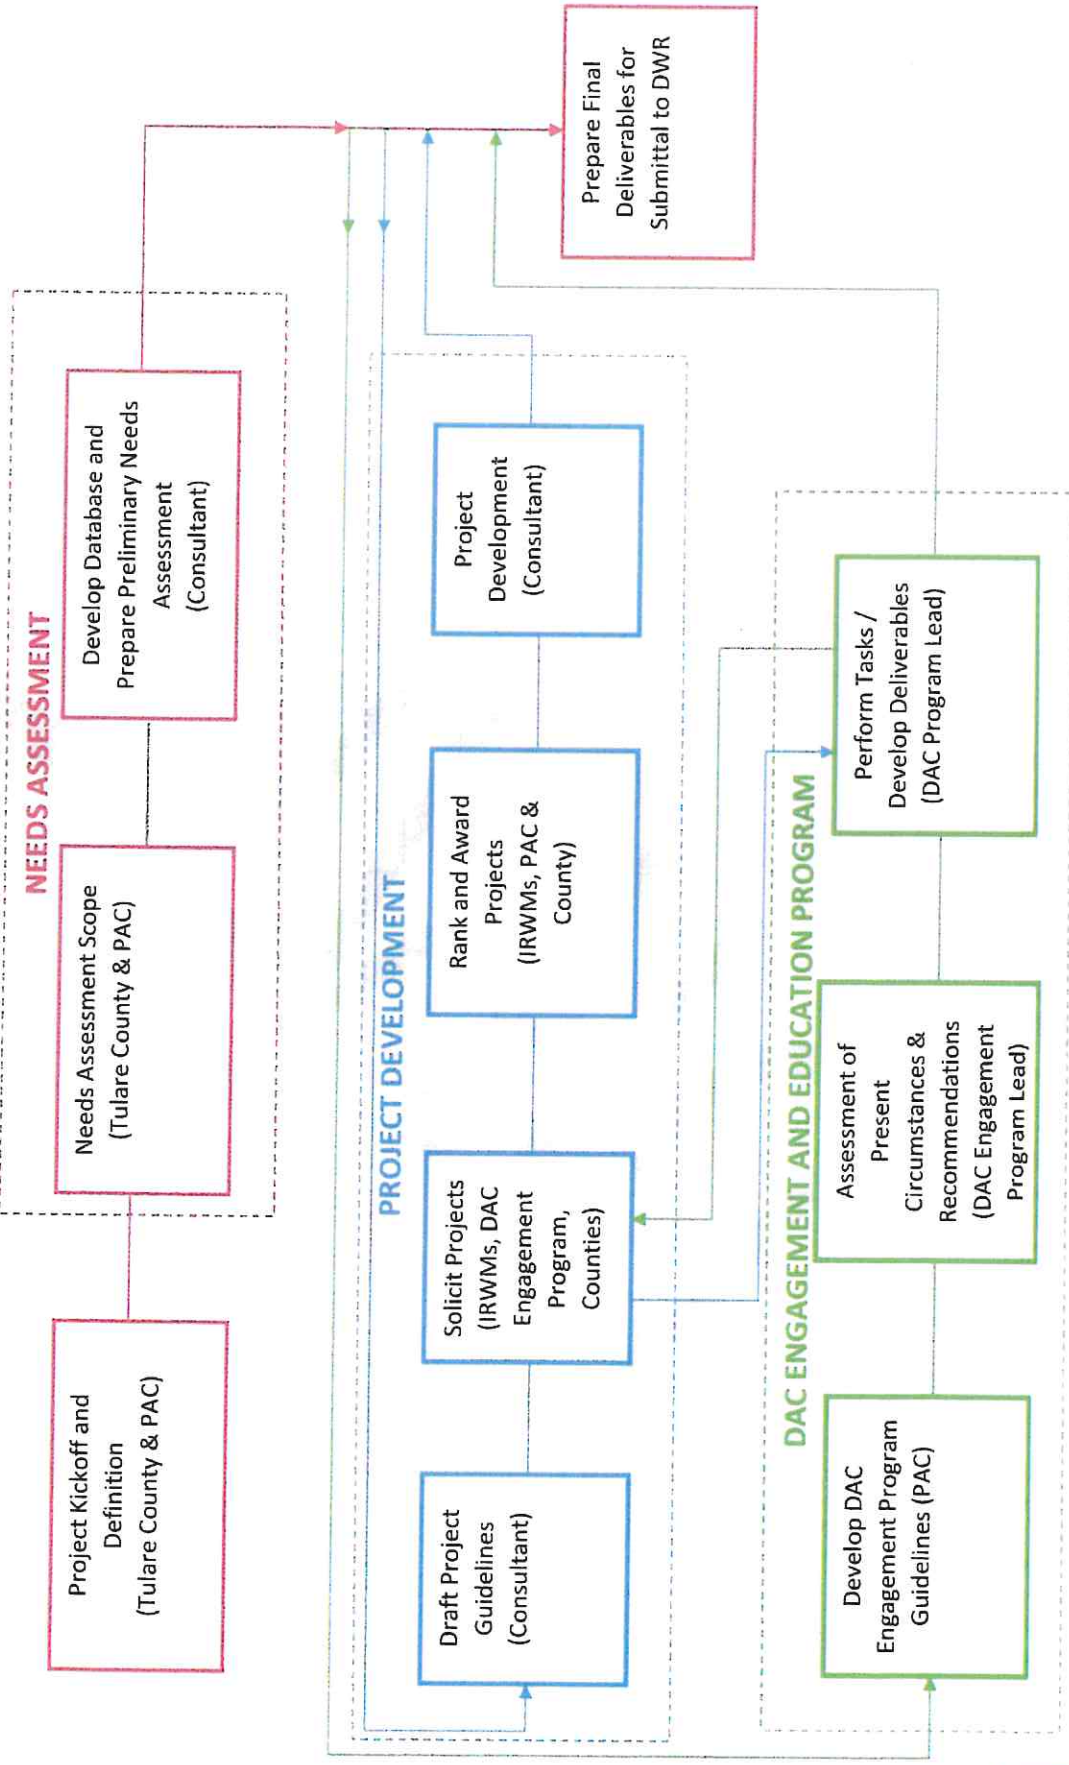 NEEDS ASSESSMENT
Project Kickoff and
Definition
(Tulare County & PAC)
Needs Assessment Scope
(Tulare County & PAC)
Develop Database and
Prepare Preliminary Needs
Assessment
(Consultant)
PROJECT DEVELOPMENT
Draft Project
Guidelines
(Consultant)
Solicit Projects
(IRWMs, DAC
Engagement
Program,
Counties)
Rank and Award
Projects
(IRWMs, PAC &
County)
Project
Development
(Consultant)
Prepare Final
Deliverables for
Submittal to DWR
DAC ENGAGEMENT AND EDUCATION PROGRAM
Develop DAC
Engagement Program
Guidelines (PAC)
Assessment of
Present
Circumstances &
Recommendations
(DAC Engagement
Program Lead)
Perform Tasks /
Develop Deliverables
(DAC Program Lead)